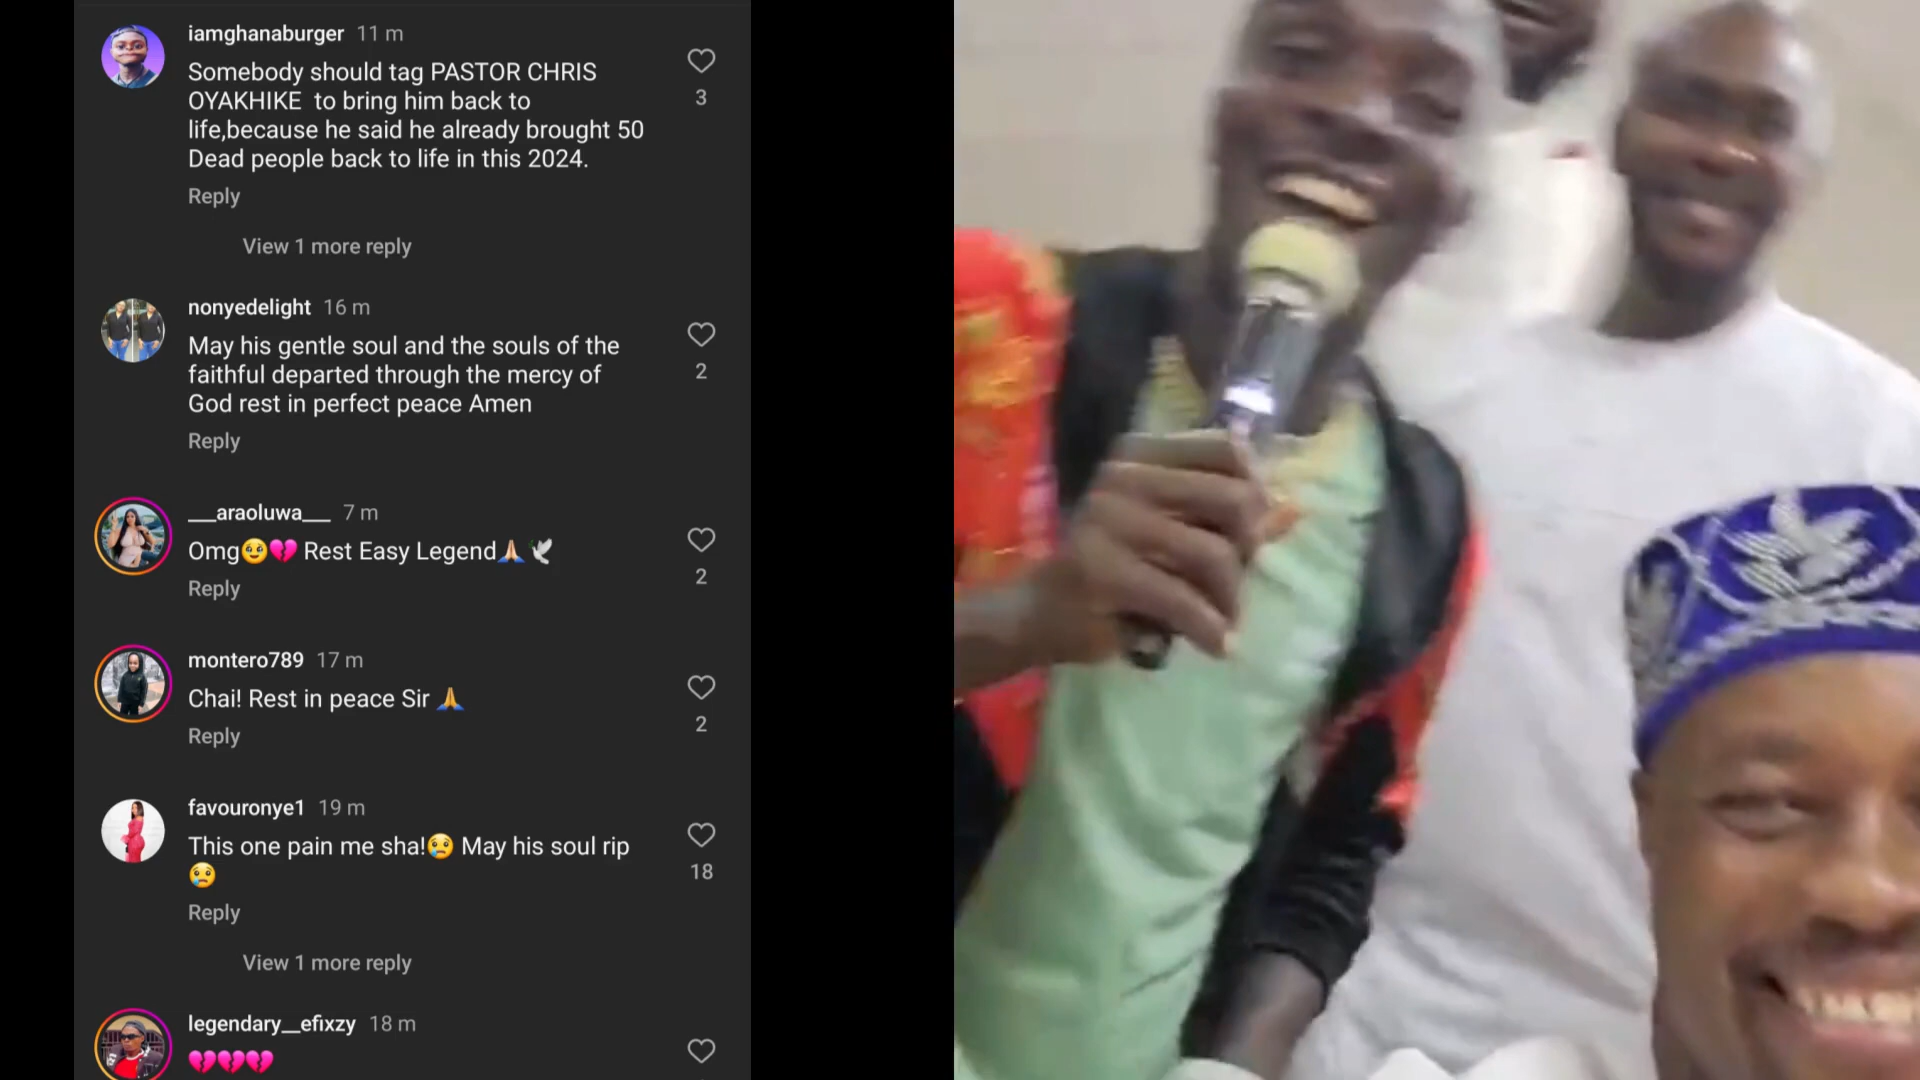 iamghanaburger 11 m
Somebody should tag PASTOR CHRIS
OYAKHIKE to bring him back to
life,because he said he already brought 50
Dead people back to life in this 2024.
3
Reply
View 1 more reply
nonyedelight 16 m
May his gentle soul and the souls of the
faithful departed through the mercy of
God rest in perfect peace Amen
2
Reply
___araoluwa___ 7 m
Omg🥹💔 Rest Easy Legend🙏🏻🕊
2
Reply
montero789 17 m
Chai! Rest in peace Sir 🙏
2
Reply
favouronye1 19 m
This one pain me sha!😢 May his soul rip
😢
18
Reply
View 1 more reply
legendary__efixzy 18 m
💔💔💔